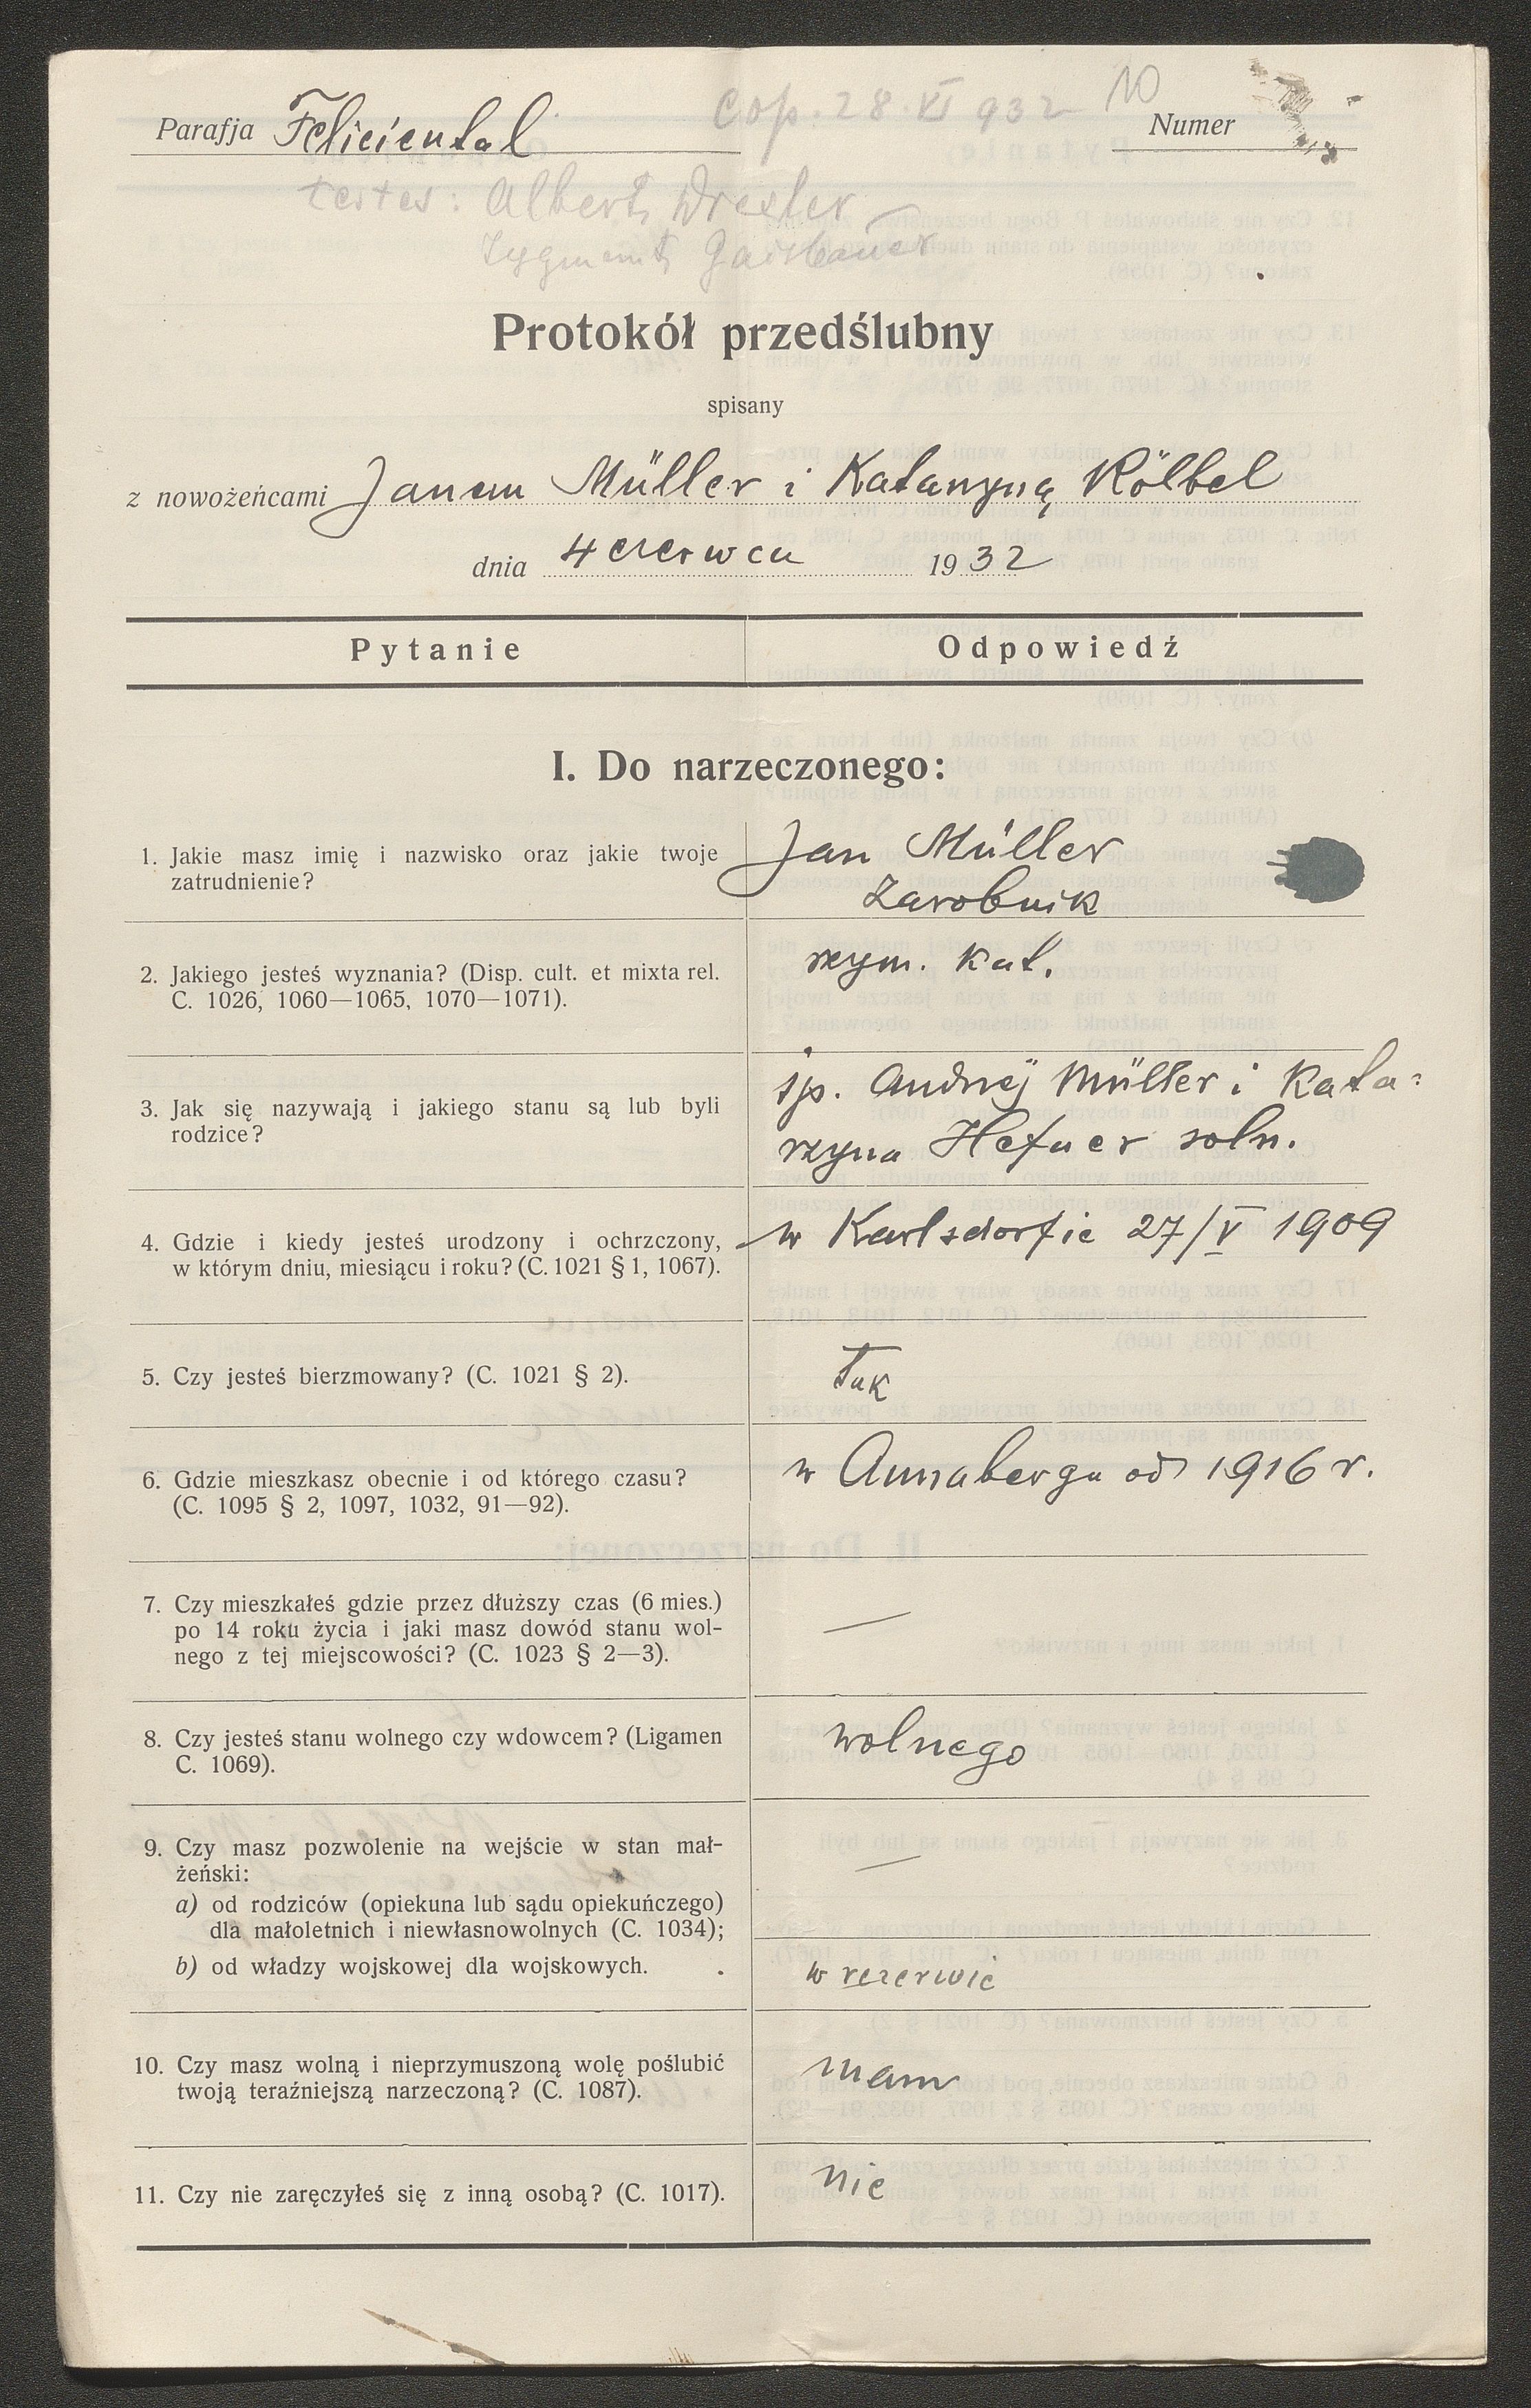 Cop. 28 XI 932 10
Parafja Feliciental Numer
testes: Albert Drexler
Zygmunt
Protokół przedślubny
spisany
z nowożeńcami Janem Müller i Katarzyną Kölbel
dnia 4 czerwca 1932
Pytanie Odpowiedź
I. Do narzeczonego:
1. Jakie masz imię i nazwisko oraz jakie twoje
zatrudnienie?
Jan Müller
zarobnik
2. Jakiego jesteś wyznania? (Disp. cult. et mixta rel.
C. 1026, 1060—1065, 1070—1071).
rzym. kat.
3. Jak się nazywają i jakiego stanu są lub byli
rodzice?
śp. Andrzej Müller i Kata-
rzyna Hefner roln.
4. Gdzie i kiedy jesteś urodzony i ochrzczony,
w którym dniu, miesiącu i roku? (C. 1021 § 1, 1067).
w Karlsdorfie 27/V 1909
5. Czy jesteś bierzmowany? (C. 1021 § 2).
Tak
6. Gdzie mieszkasz obecnie i od którego czasu?
(C. 1095 § 2, 1097, 1032, 91—92).
w Annabergu od 1916 r.
7. Czy mieszkałeś gdzie przez dłuższy czas (6 mies.)
po 14 roku życia i jaki masz dowód stanu wol-
nego z tej miejscowości? (C. 1023 § 2—3).
—
8. Czy jesteś stanu wolnego czy wdowcem? (Ligamen
C. 1069).
wolnego
9. Czy masz pozwolenie na wejście w stan mał-
żeński:
a) od rodziców (opiekuna lub sądu opiekuńczego)
dla małoletnich i niewłasnowolnych (C. 1034);
—
b) od władzy wojskowej dla wojskowych.
w rezerwie
10. Czy masz wolną i nieprzymuszoną wolę poślubić
twoją teraźniejszą narzeczoną? (C. 1087).
mam
11. Czy nie zaręczyłeś się z inną osobą? (C. 1017).
nie